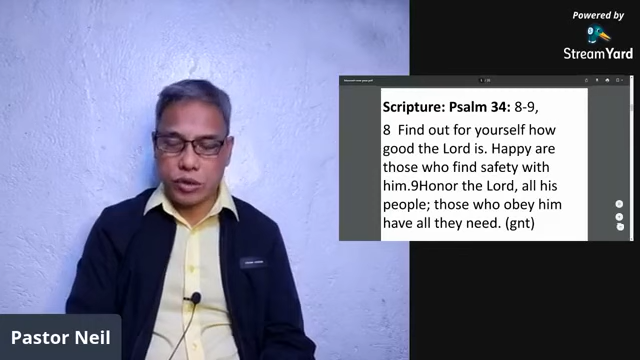 Powered by
StreamYard
Scripture: Psalm 34: 8-9,
8 Find out for yourself how
good the Lord is. Happy are
those who find safety with
him.9Honor the Lord, all his
people; those who obey him
have all they need. (gnt)
Pastor Neil